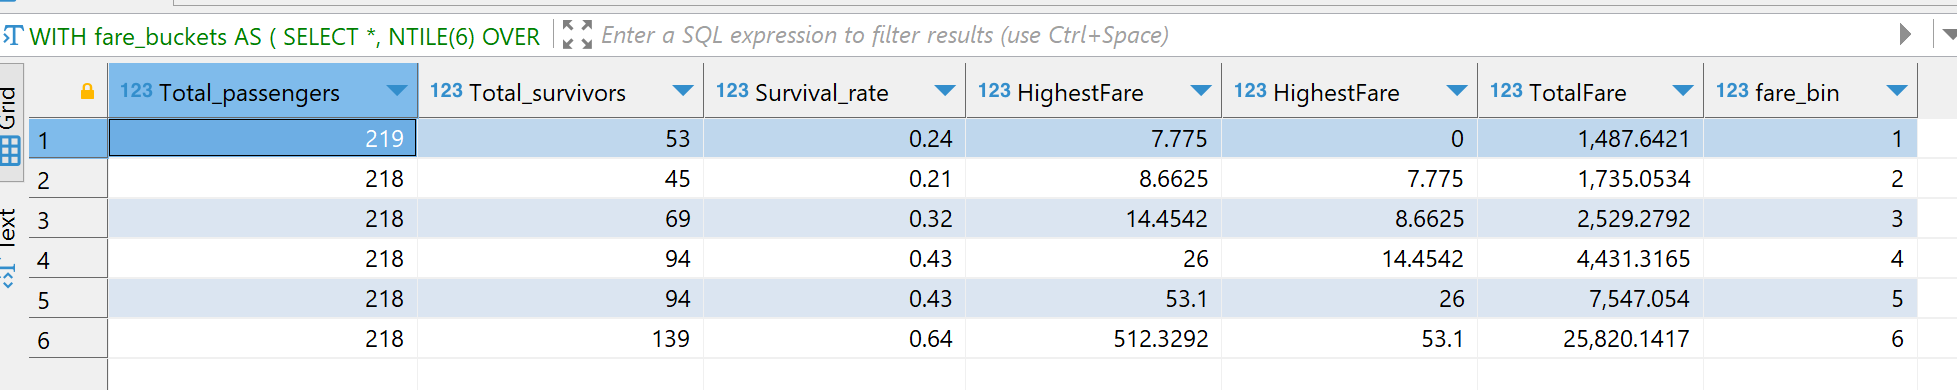 WITH fare_buckets AS ( SELECT *, NTILE(6) OVER Enter a SQL expression to filter results (use Ctrl+Space)
Grid
Text
123 Total_passengers 123 Total_survivors 123 Survival_rate 123 HighestFare 123 HighestFare 123 TotalFare 123 fare_bin
1 219 53 0.24 7.775 0 1,487.6421 1
2 218 45 0.21 8.6625 7.775 1,735.0534 2
3 218 69 0.32 14.4542 8.6625 2,529.2792 3
4 218 94 0.43 26 14.4542 4,431.3165 4
5 218 94 0.43 53.1 26 7,547.054 5
6 218 139 0.64 512.3292 53.1 25,820.1417 6